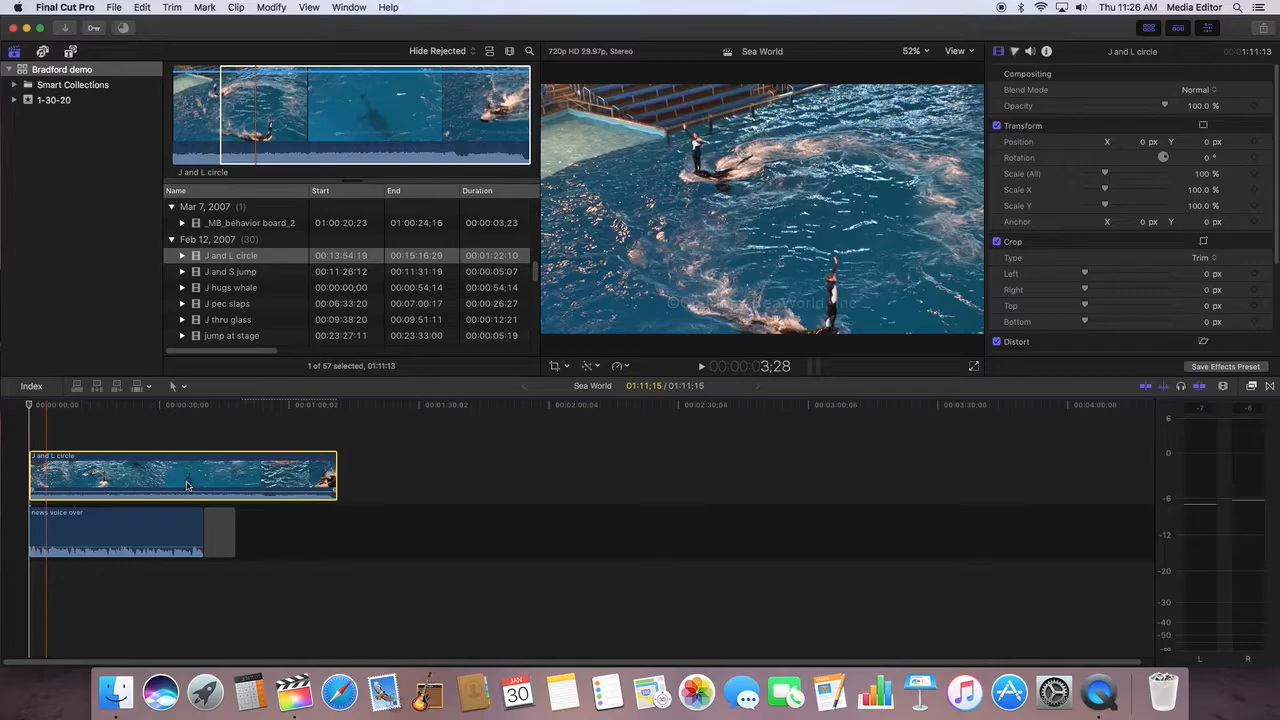 Final Cut Pro File Edit Trim Mark Clip Modify View Window Help Thu 11:26 AM Media Editor
Hide Rejected 720p HD 29.97p, Stereo Sea World 52% View J and L circle 1:11:13
Bradford demo
Smart Collections
1-30-20
J and L circle
Name Start End Duration
Mar 7, 2007 (1)
_MB_behavior board_2 01:00:20;23 01:00:24;16 00:00:03,23
Feb 12, 2007 (30)
J and L circle 00:13:54:19 00:15:16:29 00:01:22:10
J and S jump 00:11:26:12 00:11:31:19 00:00:05:07
J hugs whale 00:00:00;00 00:00:54,14 00:00:54;14
J pec slaps 00:06:33:20 00:07:00:17 00:00:26:27
J thru glass 00:09:38:20 00:09:51:11 00:00:12:21
jump at stage 00:23:27:11 00:23:33:00 00:00:05:19
1 of 57 selected, 01:11:13
Compositing
Blend Mode Normal
Opacity 100.0 %
Transform
Position X 0 px Y 0 px
Rotation 0 °
Scale (All) 100 %
Scale X 100.0 %
Scale Y 100.0 %
Anchor X 0 px Y 0 px
Crop
Type Trim
Left 0 px
Right 0 px
Top 0 px
Bottom 0 px
Distort
Save Effects Preset
00:00:03;28
Index Sea World 01:11;15 / 01:11;15
00:00:00;00 00:00:30;00 00:01:00;02 00:01:30;02 00:02:00;04 00:02:30;04 00:03:00;06 00:03:30;06 00:04:00;08
J and L circle
news voice over
-7 -6
6
0
-6
-12
-20
-30
-40
-50
-∞
L R
JAN
30